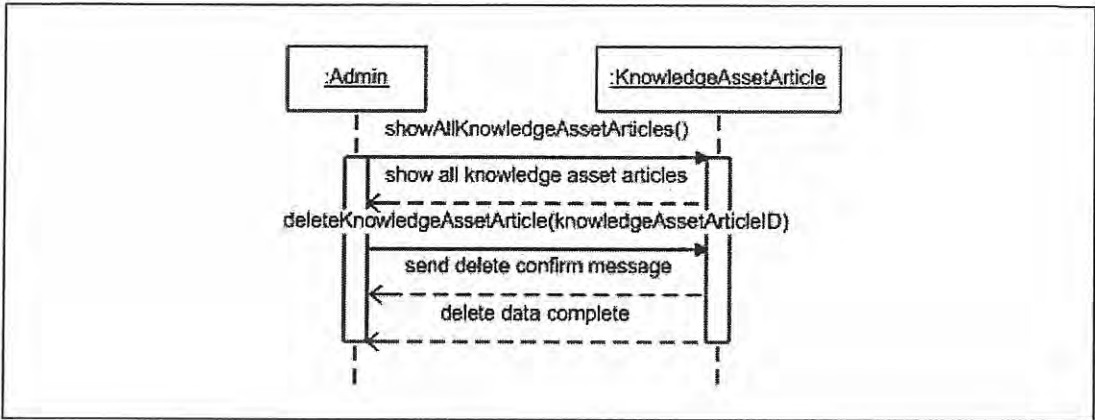 :Admin
:KnowledgeAssetArticle
showAllKnowledgeAssetArticles()
show all knowledge asset articles
deleteKnowledgeAssetArticle(knowledgeAssetArticleID)
send delete confirm message
delete data complete